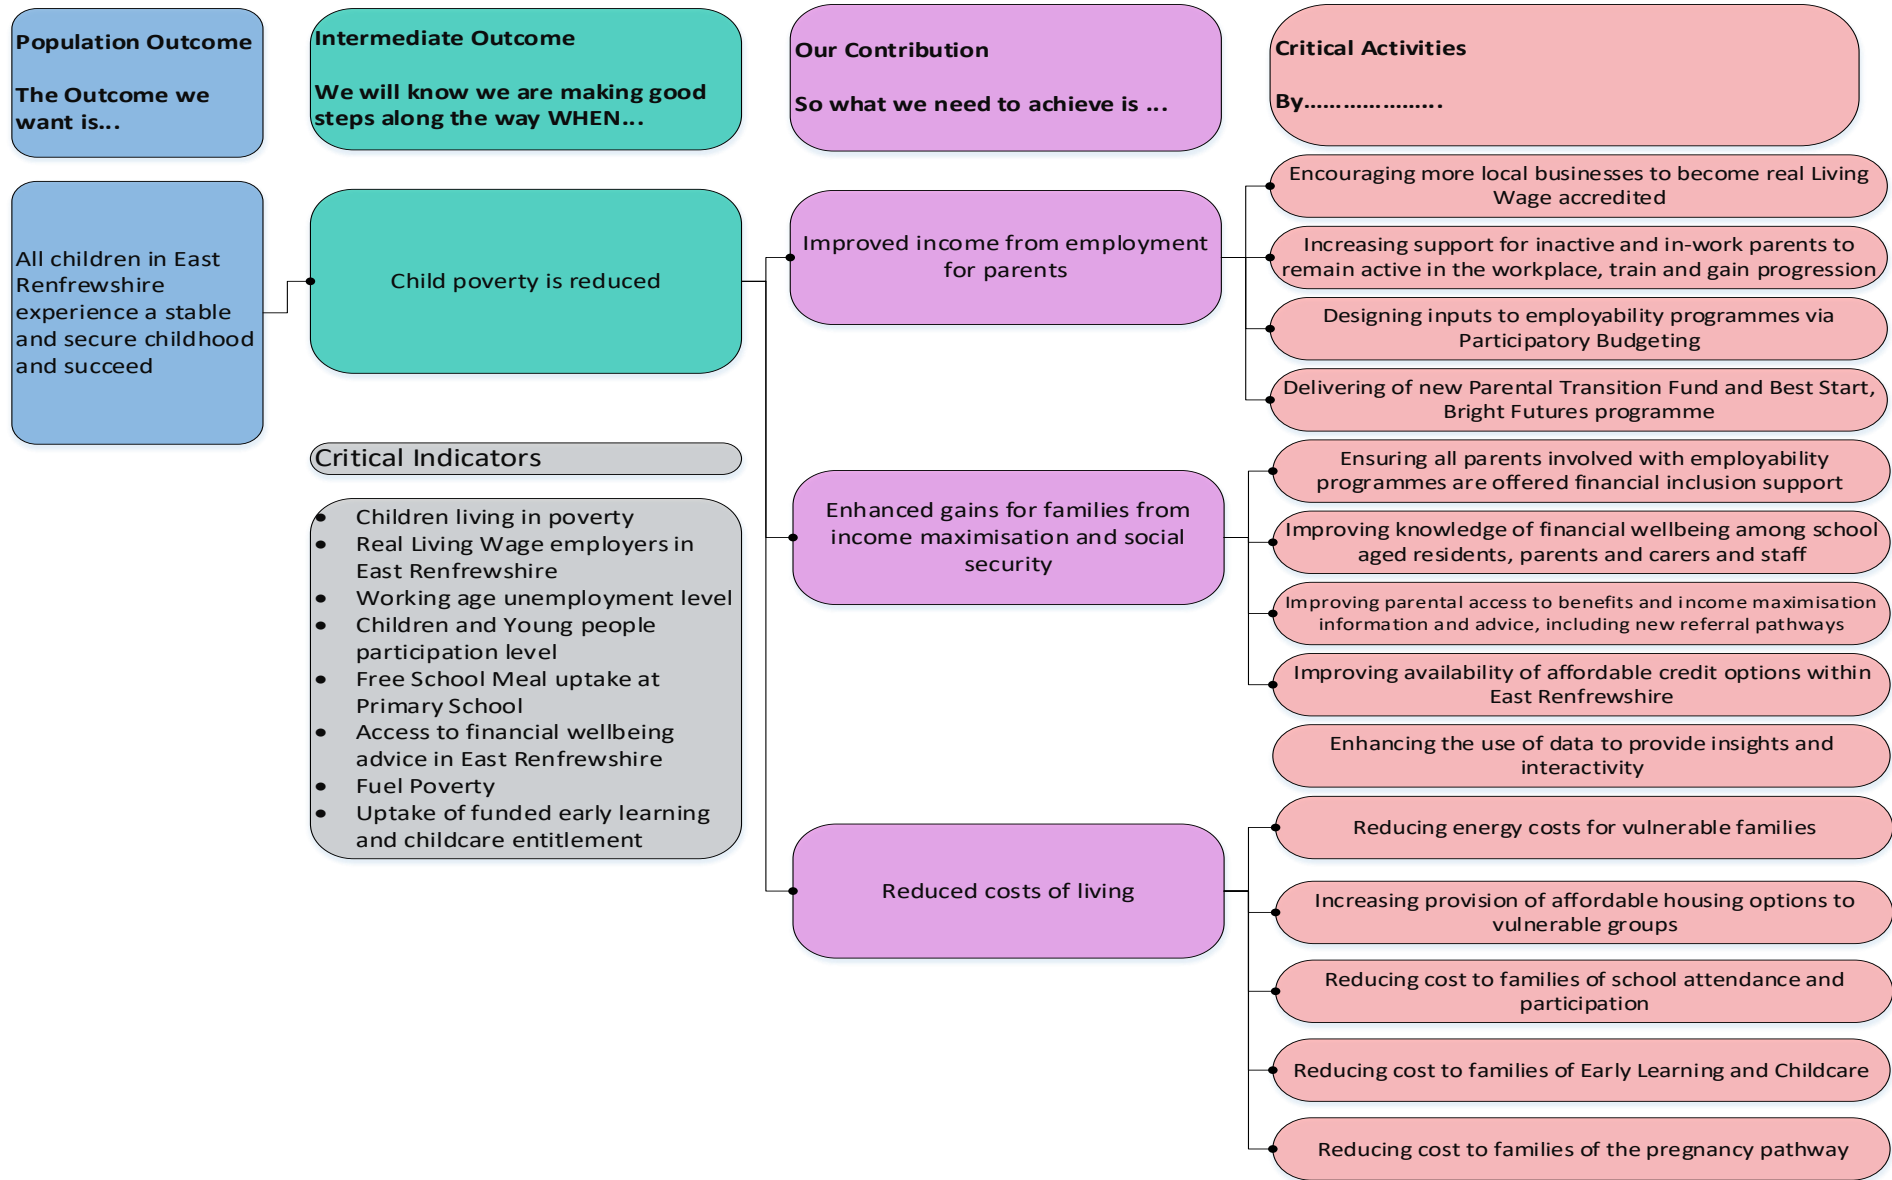 Population Outcome
The Outcome we
want is...
Intermediate Outcome
We will know we are making good
steps along the way WHEN...
Our Contribution
So what we need to achieve is ...
Critical Activities
By.....................
All children in East
Renfrewshire
experience a stable
and secure childhood
and succeed
Child poverty is reduced
Critical Indicators
• Children living in poverty
• Real Living Wage employers in
East Renfrewshire
• Working age unemployment level
• Children and Young people
participation level
• Free School Meal uptake at
Primary School
• Access to financial wellbeing
advice in East Renfrewshire
• Fuel Poverty
• Uptake of funded early learning
and childcare entitlement
Improved income from employment
for parents
Encouraging more local businesses to become real Living
Wage accredited
Increasing support for inactive and in-work parents to
remain active in the workplace, train and gain progression
Designing inputs to employability programmes via
Participatory Budgeting
Delivering of new Parental Transition Fund and Best Start,
Bright Futures programme
Enhanced gains for families from
income maximisation and social
security
Ensuring all parents involved with employability
programmes are offered financial inclusion support
Improving knowledge of financial wellbeing among school
aged residents, parents and carers and staff
Improving parental access to benefits and income maximisation
information and advice, including new referral pathways
Improving availability of affordable credit options within
East Renfrewshire
Enhancing the use of data to provide insights and
interactivity
Reduced costs of living
Reducing energy costs for vulnerable families
Increasing provision of affordable housing options to
vulnerable groups
Reducing cost to families of school attendance and
participation
Reducing cost to families of Early Learning and Childcare
Reducing cost to families of the pregnancy pathway